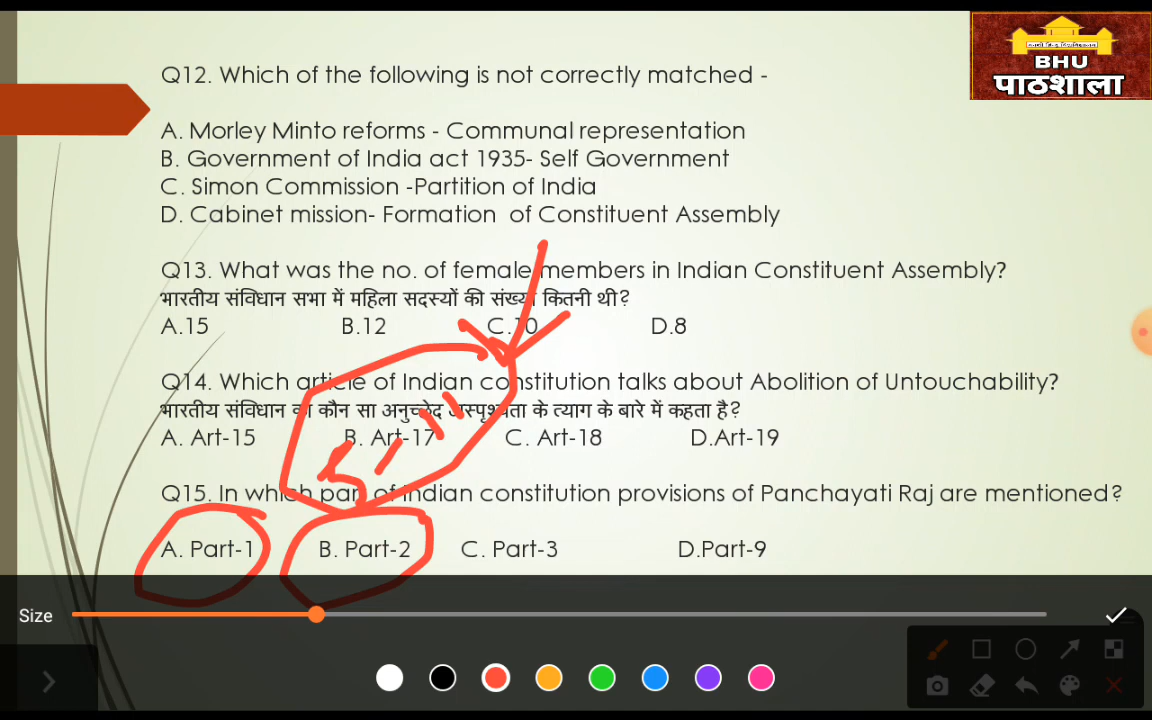 BHU
पाठशाला
Q12. Which of the following is not correctly matched -
A. Morley Minto reforms - Communal representation
B. Government of India act 1935- Self Government
C. Simon Commission -Partition of India
D. Cabinet mission- Formation of Constituent Assembly
Q13. What was the no. of female members in Indian Constituent Assembly?
भारतीय संविधान सभा में महिला सदस्यों की संख्या कितनी थी?
A.15 B.12 C.10 D.8
Q14. Which article of Indian constitution talks about Abolition of Untouchability?
भारतीय संविधान का कौन सा अनुच्छेद अस्पृश्यता के त्याग के बारे में कहता है?
A. Art-15 B. Art-17 C. Art-18 D.Art-19
Q15. In which part of Indian constitution provisions of Panchayati Raj are mentioned?
A. Part-1 B. Part-2 C. Part-3 D.Part-9
Size